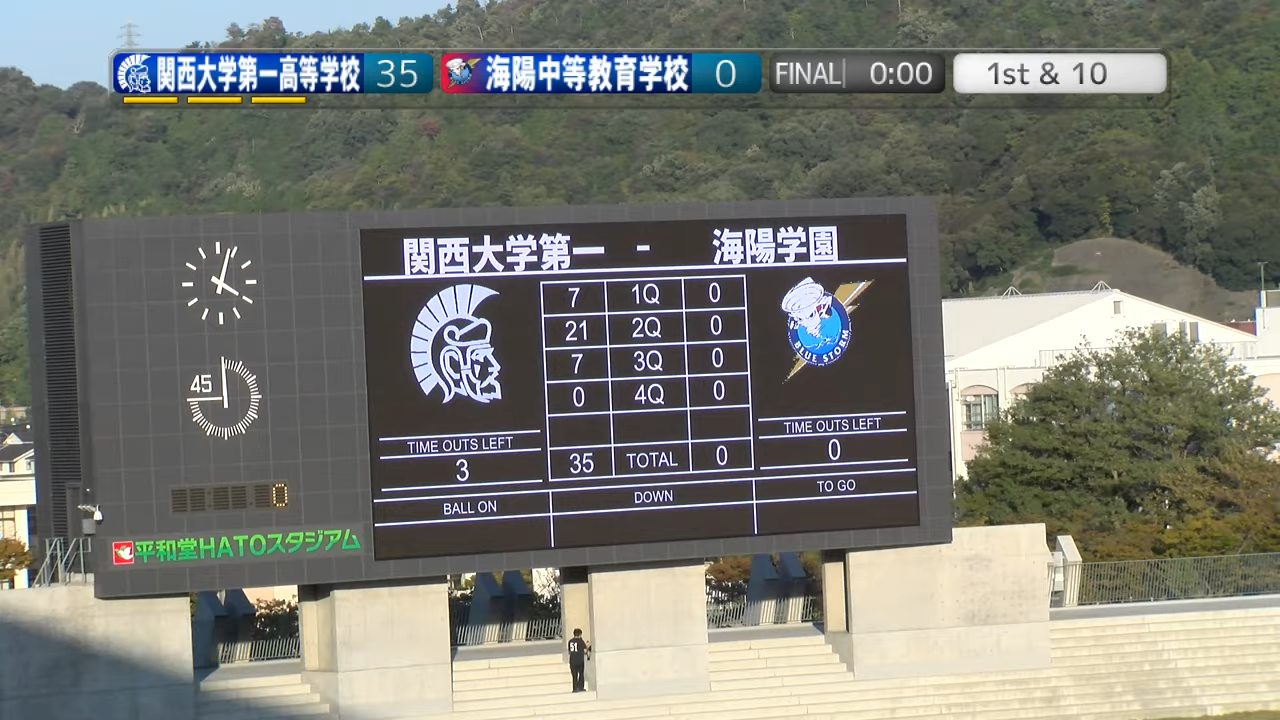 関西大学第一高等学校 35 海陽中等教育学校 0 FINAL 0:00 1st & 10
関西大学第一 - 海陽学園
7 1Q 0
21 2Q 0
7 3Q 0
0 4Q 0
35 TOTAL 0
BLUE STORM
TIME OUTS LEFT
3
TIME OUTS LEFT
0
BALL ON DOWN TO GO
45
0
平和堂HATOスタジアム
51